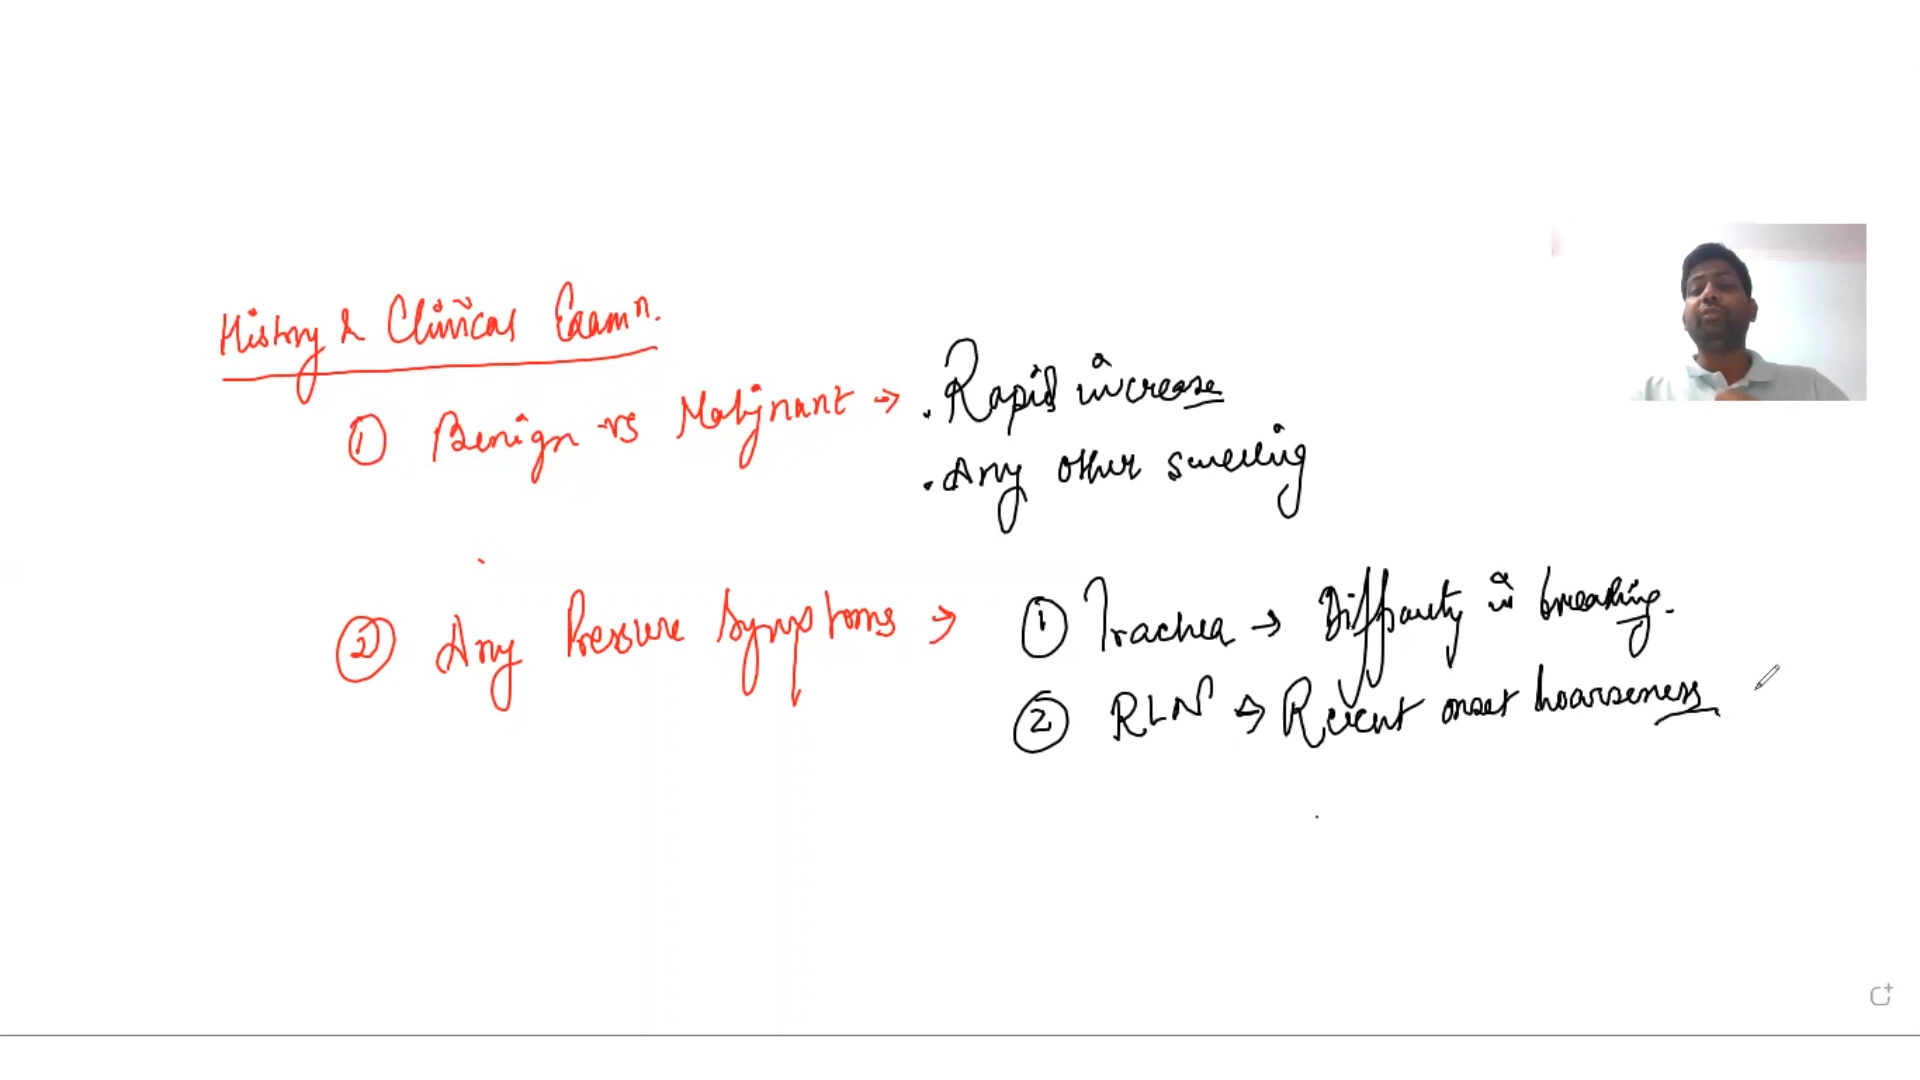 History & Clinical Examn.
① Benign vs Malignant → . Rapid increase
. Any other swelling
② Any Pressure Symptoms → ① Trachea → Difficulty in breathing.
② RLN → Recent onset hoarseness